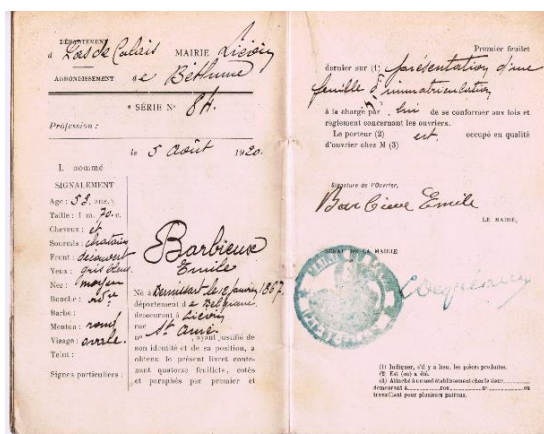 DÉPARTEMENT
d Pas de Calais MAIRIE Liévin
ARRONDISSEMENT de Béthune
* SÉRIE N° 84.
Profession :
le 5 Août 1920.
I. nommé
SIGNALEMENT
Age : 53 ans.
Taille : 1 m. 70 c.
Cheveux : et
Sourcils : chatain
Front : découvert
Yeux : gris bleu
Nez : moyen
Bouche : id
Barbe :
Menton : rond
Visage : ovale
Teint :
Signes particuliers :
Barbieux
Emile
Né à le janvier 1867
département d e Belgique
demeurant à Liévin
rue St Amé
n° , ayant justifié de
son identité et de sa position, a
obtenu le présent livret conte-
nant quatorze feuillets, cotés
et paraphés par premier et
Premier feuillet
dernier sur (1) présentation d'une
feuille d'immatriculation
à la charge par lui de se conformer aux lois et
règlement concernant les ouvriers.
Le porteur (2) est occupé en qualité
d'ouvrier chez M (3)
Signature de l'Ouvrier,
Barbieux Emile
LE MAIRE,
SCEAU DE LA MAIRIE
(1) Indiquer, s'il y a lieu, les pièces produites.
(2) Est (ou) a été.
(3) Attaché à un seul établissement chez le sieur
demeurant à rue n° ou
travaillant pour plusieurs patrons.